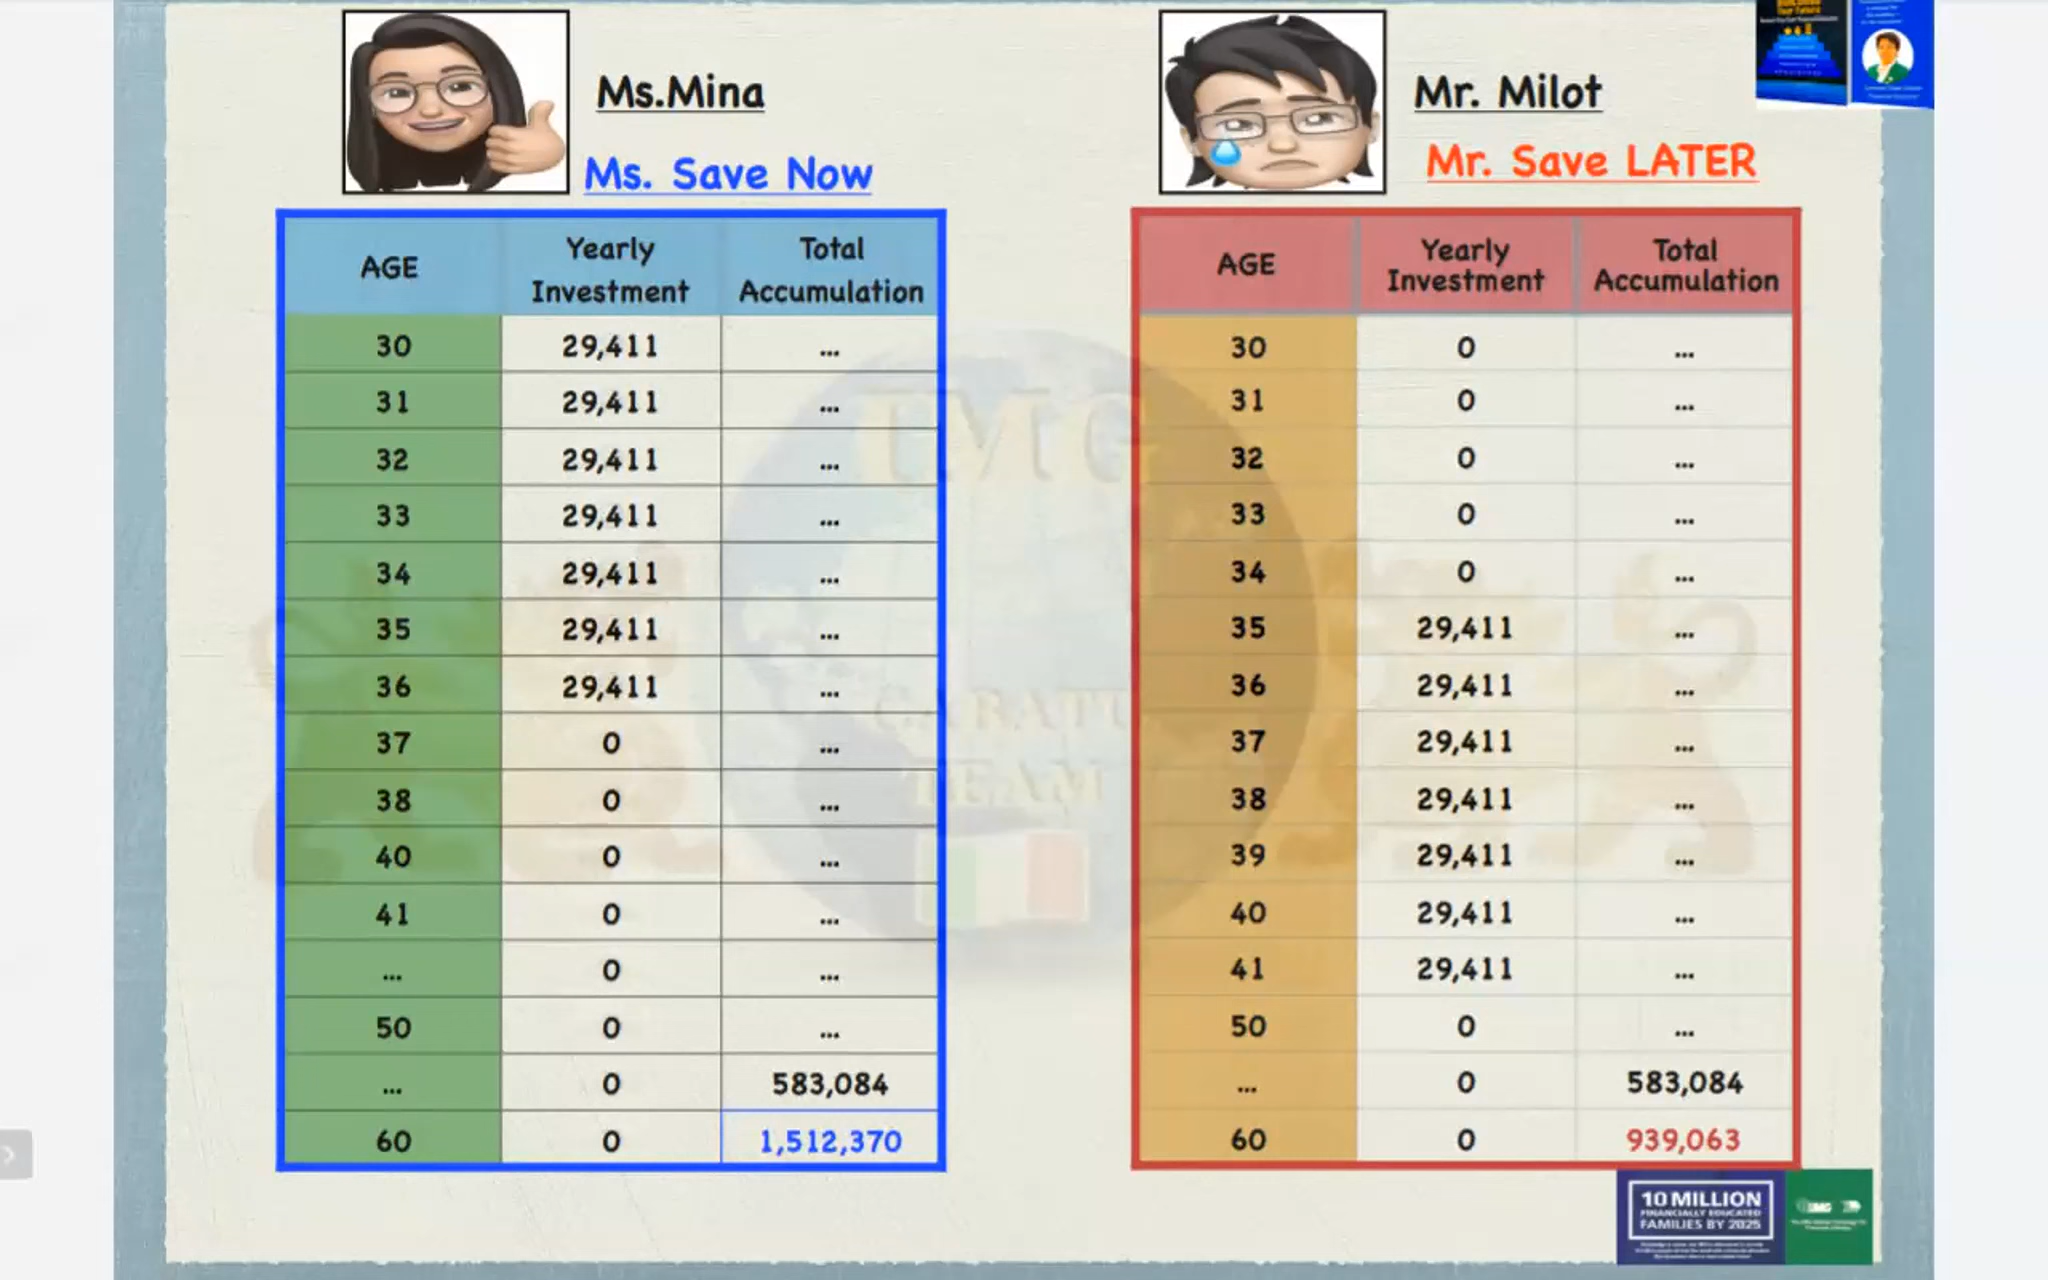 Ms.Mina
Ms. Save Now
AGE Yearly Investment Total Accumulation
30 29,411 ...
31 29,411 ...
32 29,411 ...
33 29,411 ...
34 29,411 ...
35 29,411 ...
36 29,411 ...
37 0 ...
38 0 ...
40 0 ...
41 0 ...
... 0 ...
50 0 ...
... 0 583,084
60 0 1,512,370
Mr. Milot
Mr. Save LATER
AGE Yearly Investment Total Accumulation
30 0 ...
31 0 ...
32 0 ...
33 0 ...
34 0 ...
35 29,411 ...
36 29,411 ...
37 29,411 ...
38 29,411 ...
39 29,411 ...
40 29,411 ...
41 29,411 ...
50 0 ...
... 0 583,084
60 0 939,063
IMG
TEAM
10 MILLION
FINANCIALLY EDUCATED
FAMILIES BY 2025
IMG